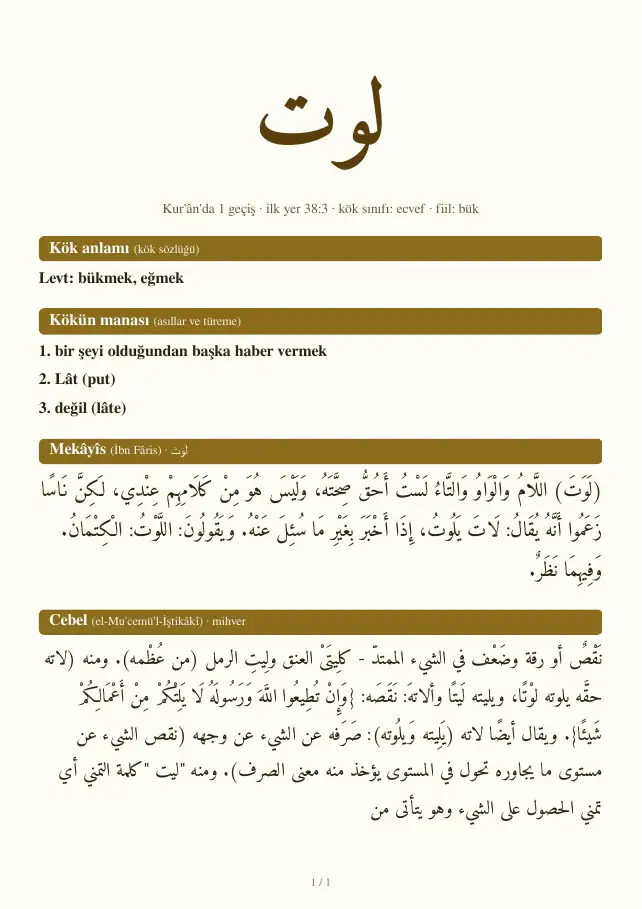 لوت
Kur'ân'da 1 geçiş · ilk yer 38:3 · kök sınıfı: ecvef · fiil: bük
Kök anlamı (kök sözlüğü)
Levt: bükmek, eğmek
Kökün manası (asıllar ve türeme)
1. bir şeyi olduğundan başka haber vermek
2. Lât (put)
3. değil (lâte)
Mekâyîs (İbn Fâris) · لوت
(لَوَتَ) اللَّامُ وَالْوَاوُ وَالتَّاءُ لَسْتُ أَحُقُّ صِحَّتَهُ، وَلَيْسَ هُوَ مِنْ كَلَامِهِمْ عِنْدِي، لَكِنَّ نَاسًا
زَعَمُوا أَنَّهُ يُقَالُ: لَاتَ يَلُوتُ، إِذَا أَخْبَرَ بِغَيْرِ مَا سُئِلَ عَنْهُ. وَيَقُولُونَ: اللَّوْتُ: الْكِتْمَانُ.
وَفِيهِمَا نَظَرٌ.
Cebel (el-Mu'cemü'l-İştikâkî) · mihver
نَقْصٌ أو رقة وضَعْف في الشيء الممتدّ - كلِيتَيْ العنق ولِيتِ الرمل (من عُظْمه). ومنه (لاته
حقَّه يلوته لوْتًا، ويليته لَيتًا وألاتهَ: نَقَصَه: {وَإِنْ تُطِيعُوا اللَّهَ وَرَسُولَهُ لَا يَلِتْكُمْ مِنْ أَعْمَالِكُمْ
شَيئًا}. ويقال أيضًا لاته (يَلِيته وَيلُوته): صَرَفه عن الشيء عن وجهه (نقص الشيء عن
مستوى ما يجاوره تحول في المستوى يؤخذ منه معنى الصرف). ومنه "ليت "كلمة التمني أي
تمني الحصول على الشيء وهو يتأتى من
1 / 1